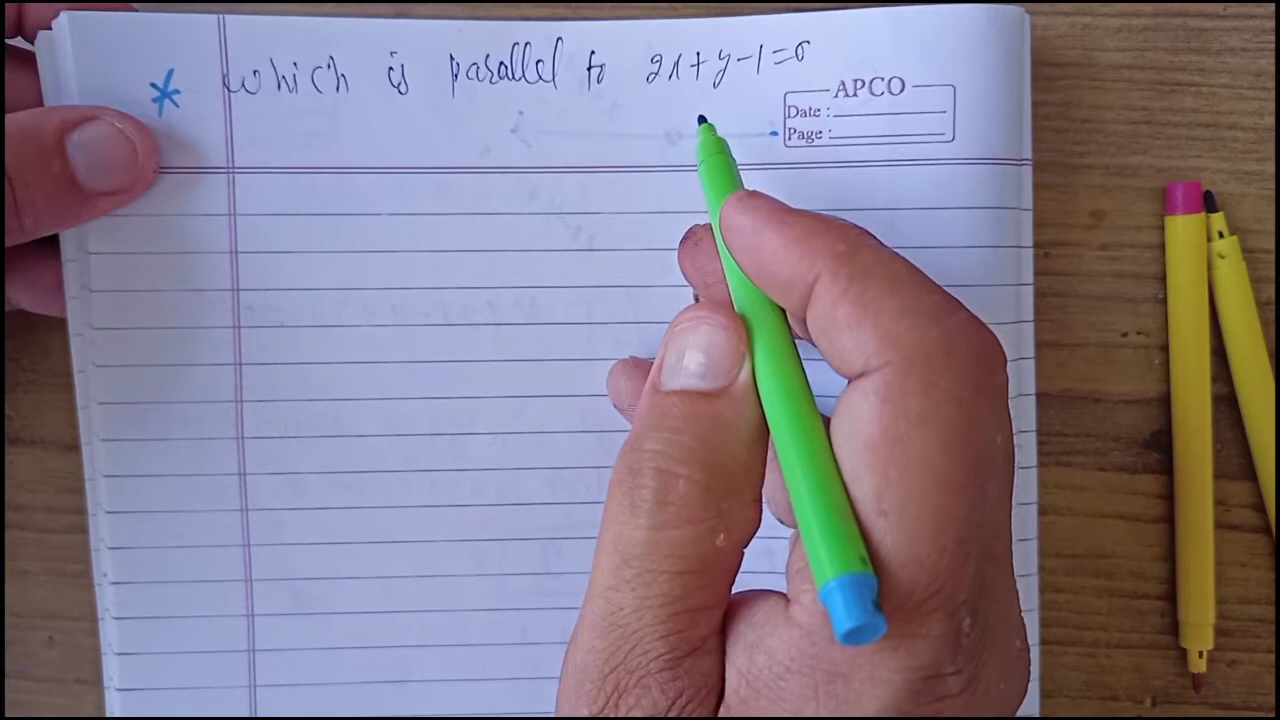 * Which is parallel to 2x+y-1=0
APCO
Date :
Page :